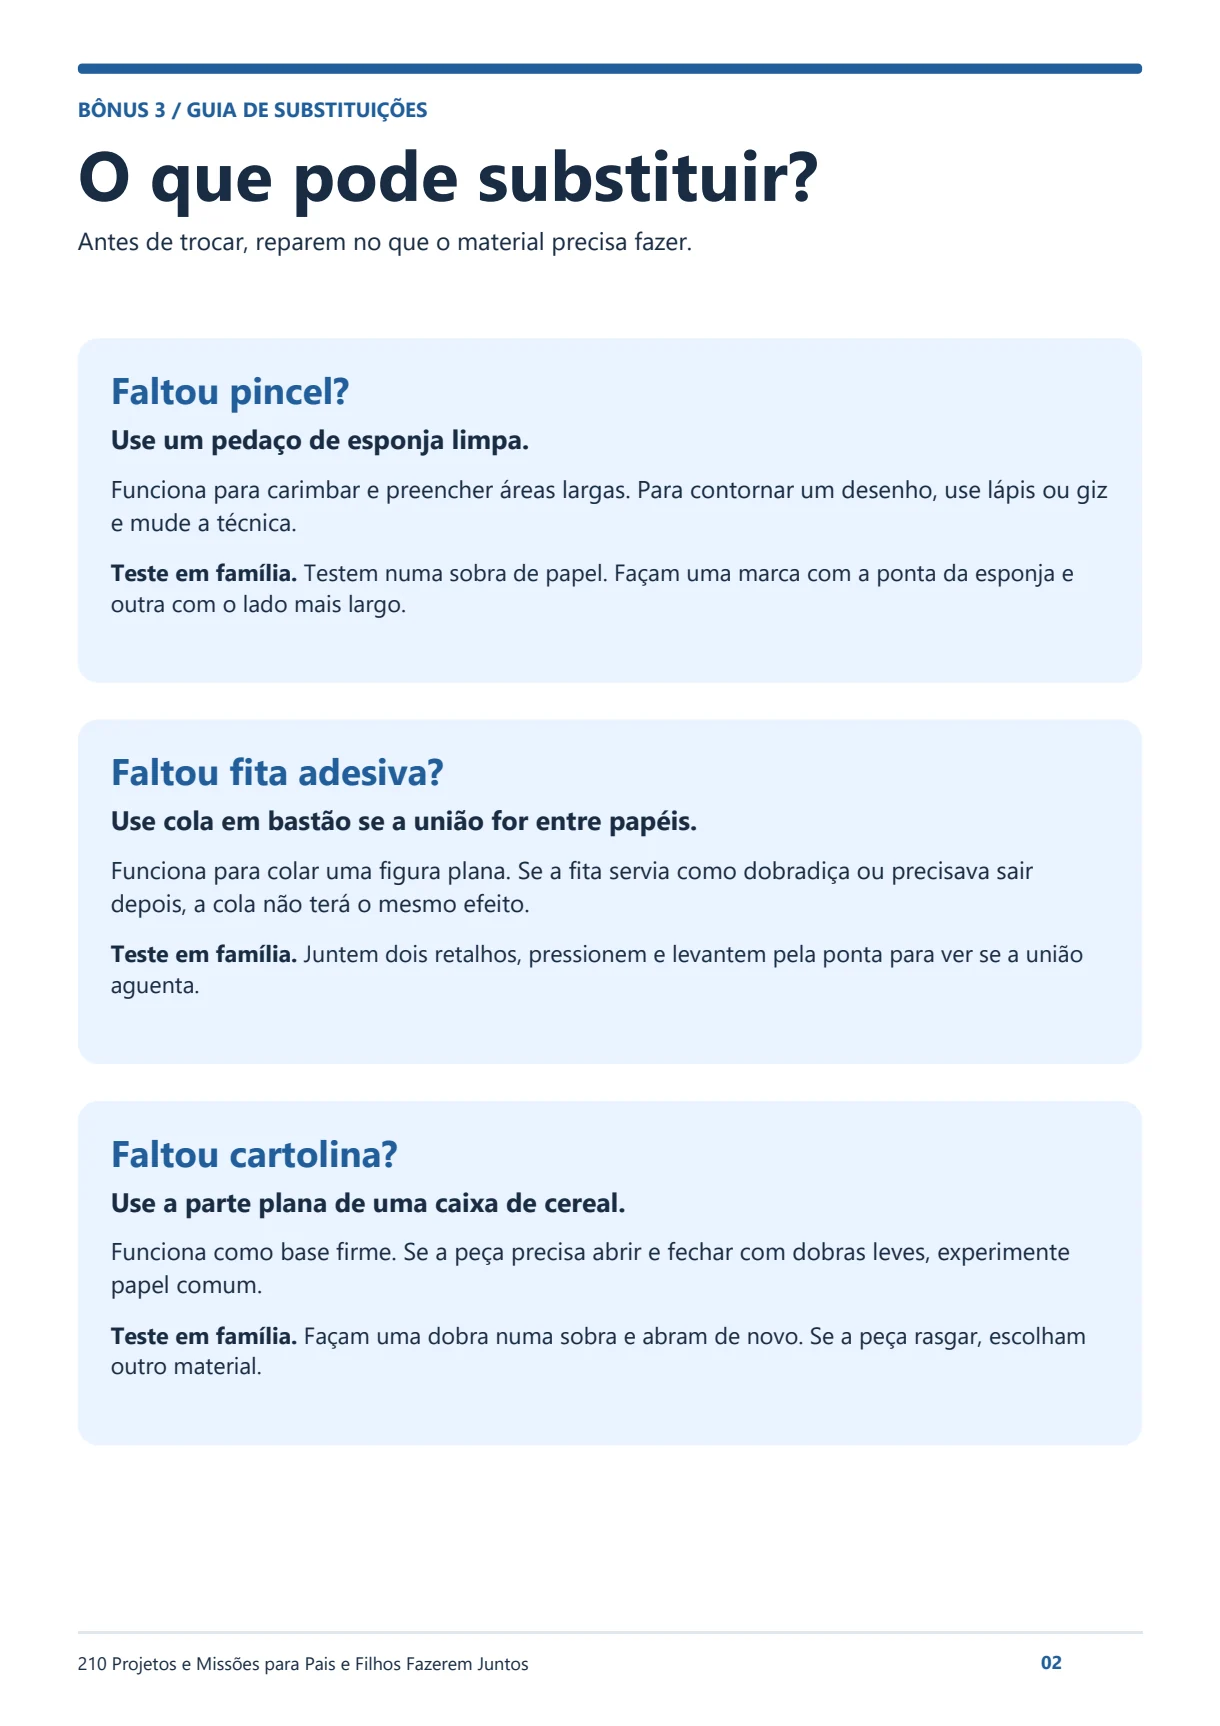 BÔNUS 3 / GUIA DE SUBSTITUIÇÕES
O que pode substituir?
Antes de trocar, reparem no que o material precisa fazer.
Faltou pincel?
Use um pedaço de esponja limpa.
Funciona para carimbar e preencher áreas largas. Para contornar um desenho, use lápis ou giz
e mude a técnica.
Teste em família. Testem numa sobra de papel. Façam uma marca com a ponta da esponja e
outra com o lado mais largo.
Faltou fita adesiva?
Use cola em bastão se a união for entre papéis.
Funciona para colar uma figura plana. Se a fita servia como dobradiça ou precisava sair
depois, a cola não terá o mesmo efeito.
Teste em família. Juntem dois retalhos, pressionem e levantem pela ponta para ver se a união
aguenta.
Faltou cartolina?
Use a parte plana de uma caixa de cereal.
Funciona como base firme. Se a peça precisa abrir e fechar com dobras leves, experimente
papel comum.
Teste em família. Façam uma dobra numa sobra e abram de novo. Se a peça rasgar, escolham
outro material.
210 Projetos e Missões para Pais e Filhos Fazerem Juntos
02